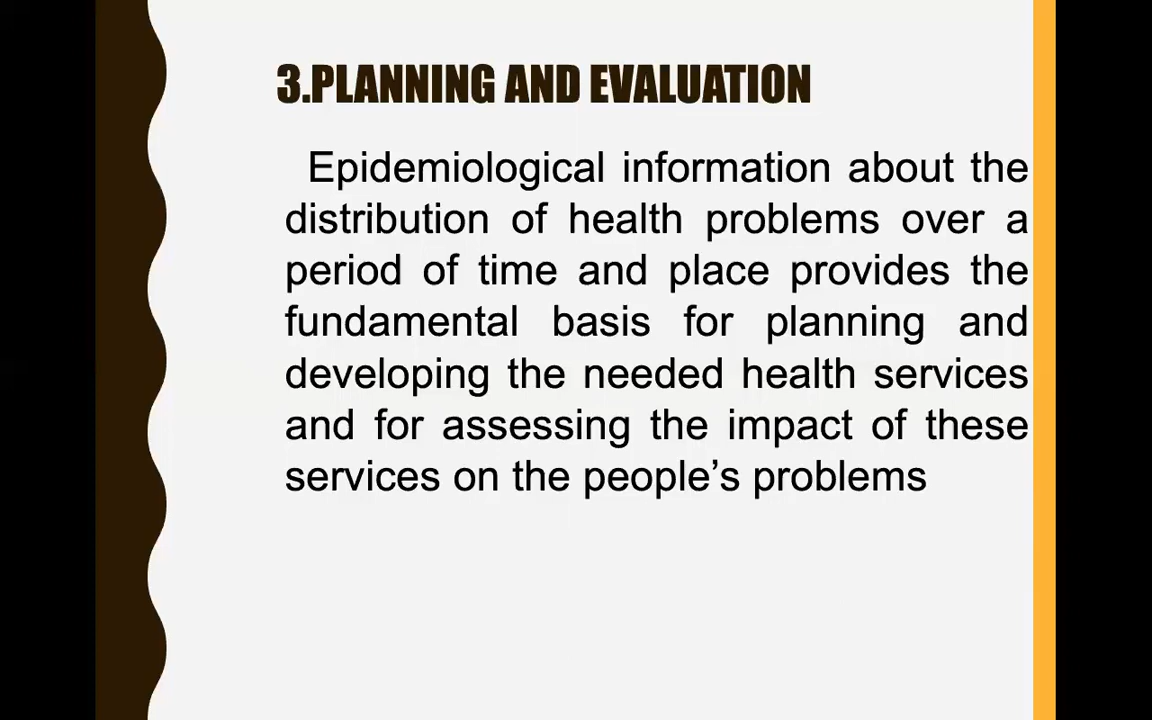 3.PLANNING AND EVALUATION
Epidemiological information about the
distribution of health problems over a
period of time and place provides the
fundamental basis for planning and
developing the needed health services
and for assessing the impact of these
services on the people’s problems